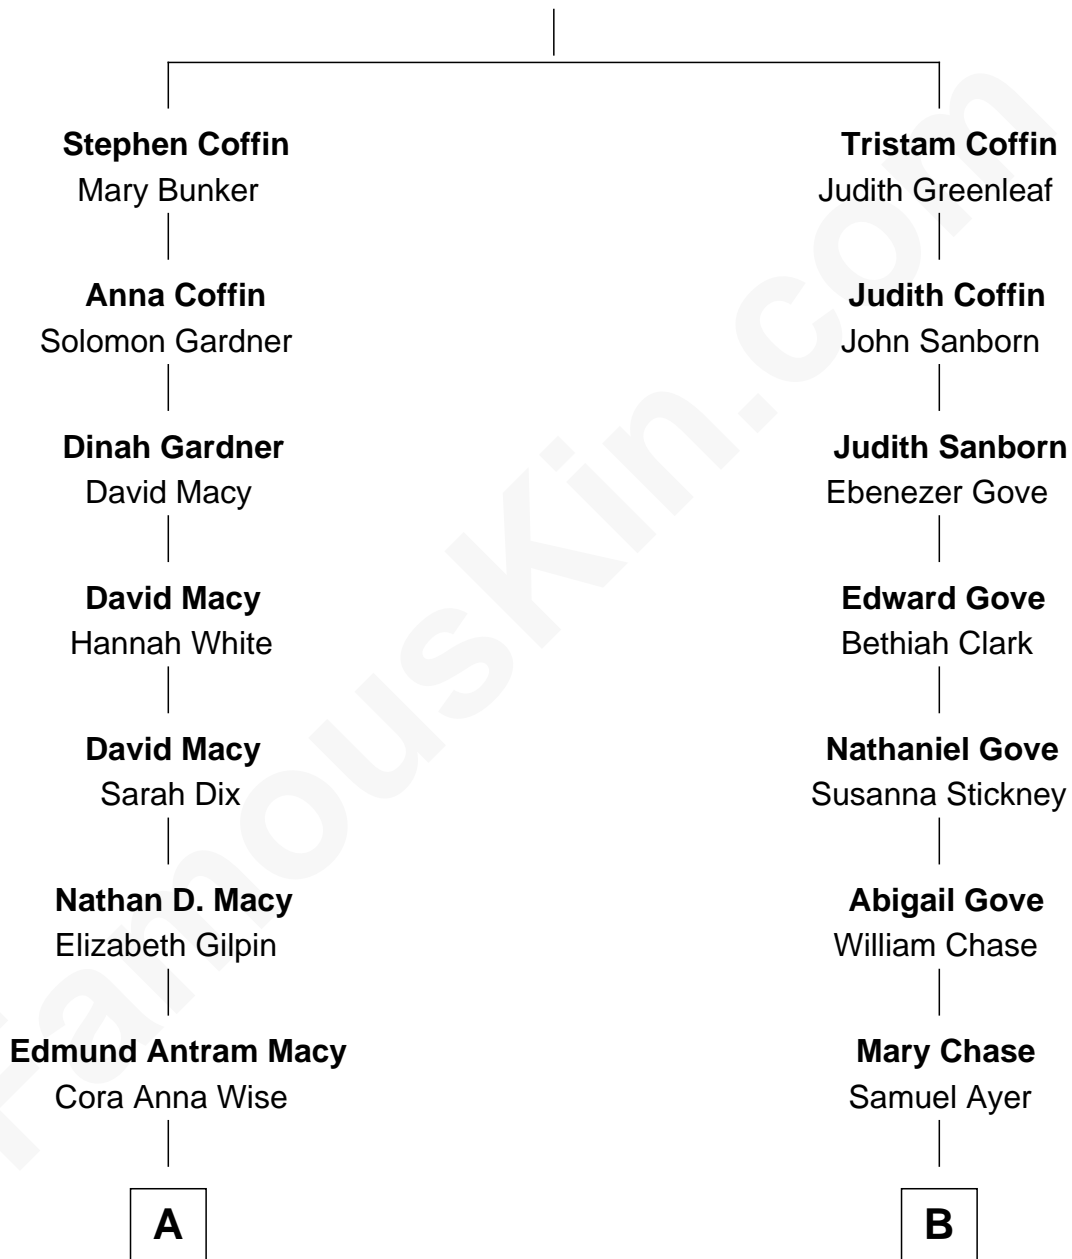 Stephen Coffin
Mary Bunker
Anna Coffin
Solomon Gardner
Dinah Gardner
David Macy
David Macy
Hannah White
David Macy
Sarah Dix
Nathan D. Macy
Elizabeth Gilpin
Edmund Antram Macy
Cora Anna Wise
A
Tristam Coffin
Judith Greenleaf
Judith Coffin
John Sanborn
Judith Sanborn
Ebenezer Gove
Edward Gove
Bethiah Clark
Nathaniel Gove
Susanna Stickney
Abigail Gove
William Chase
Mary Chase
Samuel Ayer
B
FamousKin.com